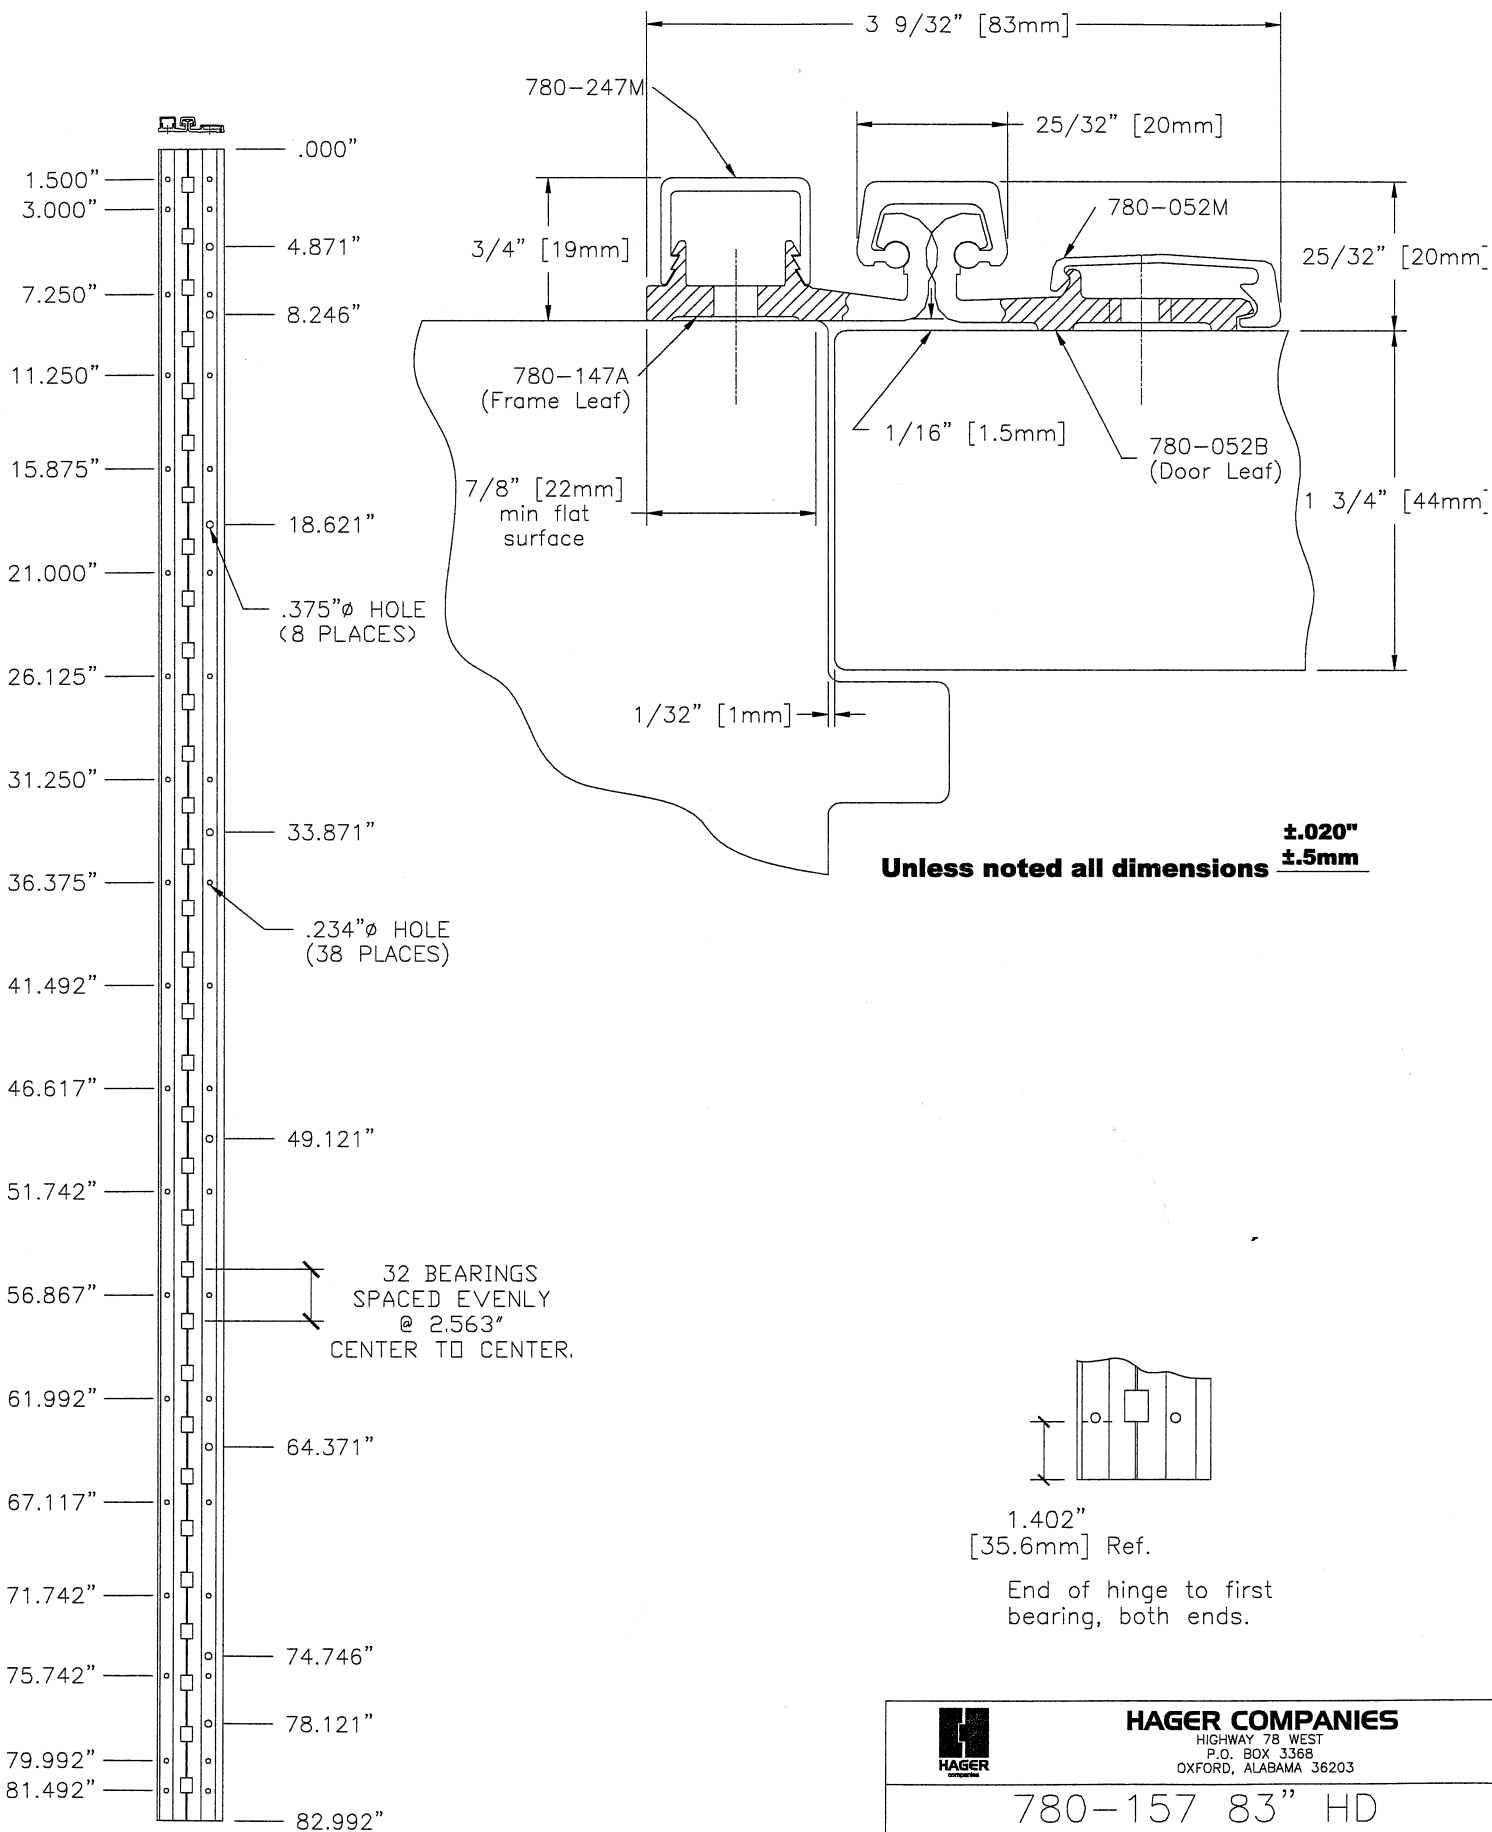 3 9/32" [83mm]
780-247M
25/32" [20mm]
.000"
1.500"
3.000"
4.871"
7.250"
8.246"
11.250"
15.875"
18.621"
21.000"
.375"ø HOLE
(8 PLACES)
26.125"
31.250"
33.871"
36.375"
.234"ø HOLE
(38 PLACES)
41.492"
46.617"
49.121"
51.742"
32 BEARINGS
SPACED EVENLY
@ 2.563"
CENTER TO CENTER.
56.867"
61.992"
64.371"
67.117"
71.742"
74.746"
75.742"
78.121"
79.992"
81.492"
82.992"
3/4" [19mm]
780-052M
25/32" [20mm]
780-147A
(Frame Leaf)
1/16" [1.5mm]
780-052B
(Door Leaf)
7/8" [22mm]
min flat
surface
1 3/4" [44mm]
1/32" [1mm]
±.020"
Unless noted all dimensions ±.5mm
1.402"
[35.6mm] Ref.
End of hinge to first
bearing, both ends.
HAGER
companies
HAGER COMPANIES
HIGHWAY 78 WEST
P.O. BOX 3368
OXFORD, ALABAMA 36203
780-157 83" HD